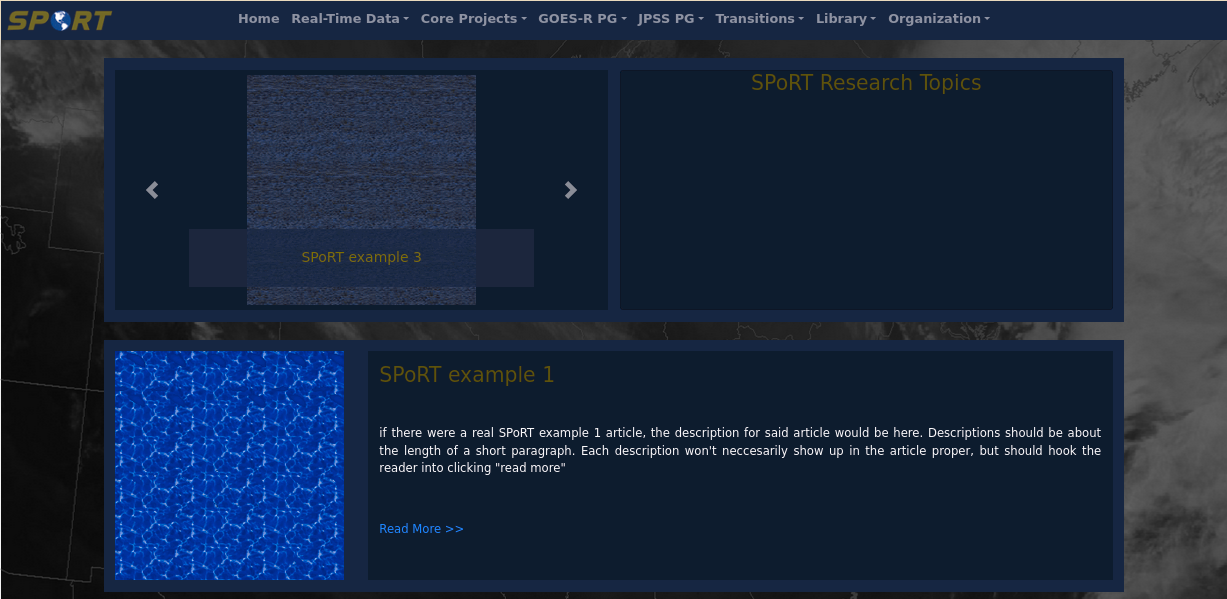 SPoRT
Home Real-Time Data Core Projects GOES-R PG JPSS PG Transitions Library Organization
SPoRT example 3
SPoRT Research Topics
SPoRT example 1
if there were a real SPoRT example 1 article, the description for said article would be here. Descriptions should be about
the length of a short paragraph. Each description won't neccesarily show up in the article proper, but should hook the
reader into clicking "read more"
Read More >>